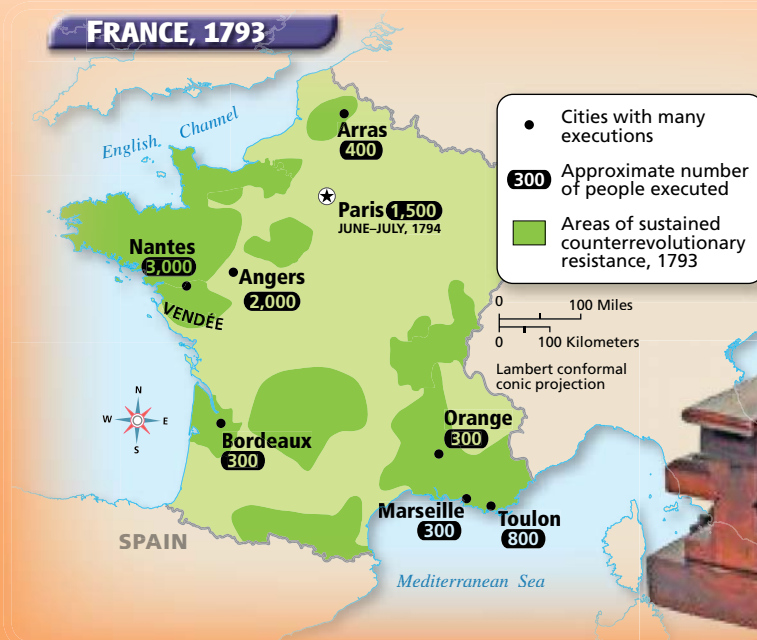 FRANCE, 1793
English Channel
Arras
400
Paris 1,500
JUNE–JULY, 1794
Nantes
3,000
Angers
2,000
VENDÉE
Bordeaux
300
Orange
300
Marseille
300
Toulon
800
SPAIN
Mediterranean Sea
N
W E
S
Cities with many
executions
300 Approximate number
of people executed
Areas of sustained
counterrevolutionary
resistance, 1793
0 100 Miles
0 100 Kilometers
Lambert conformal
conic projection